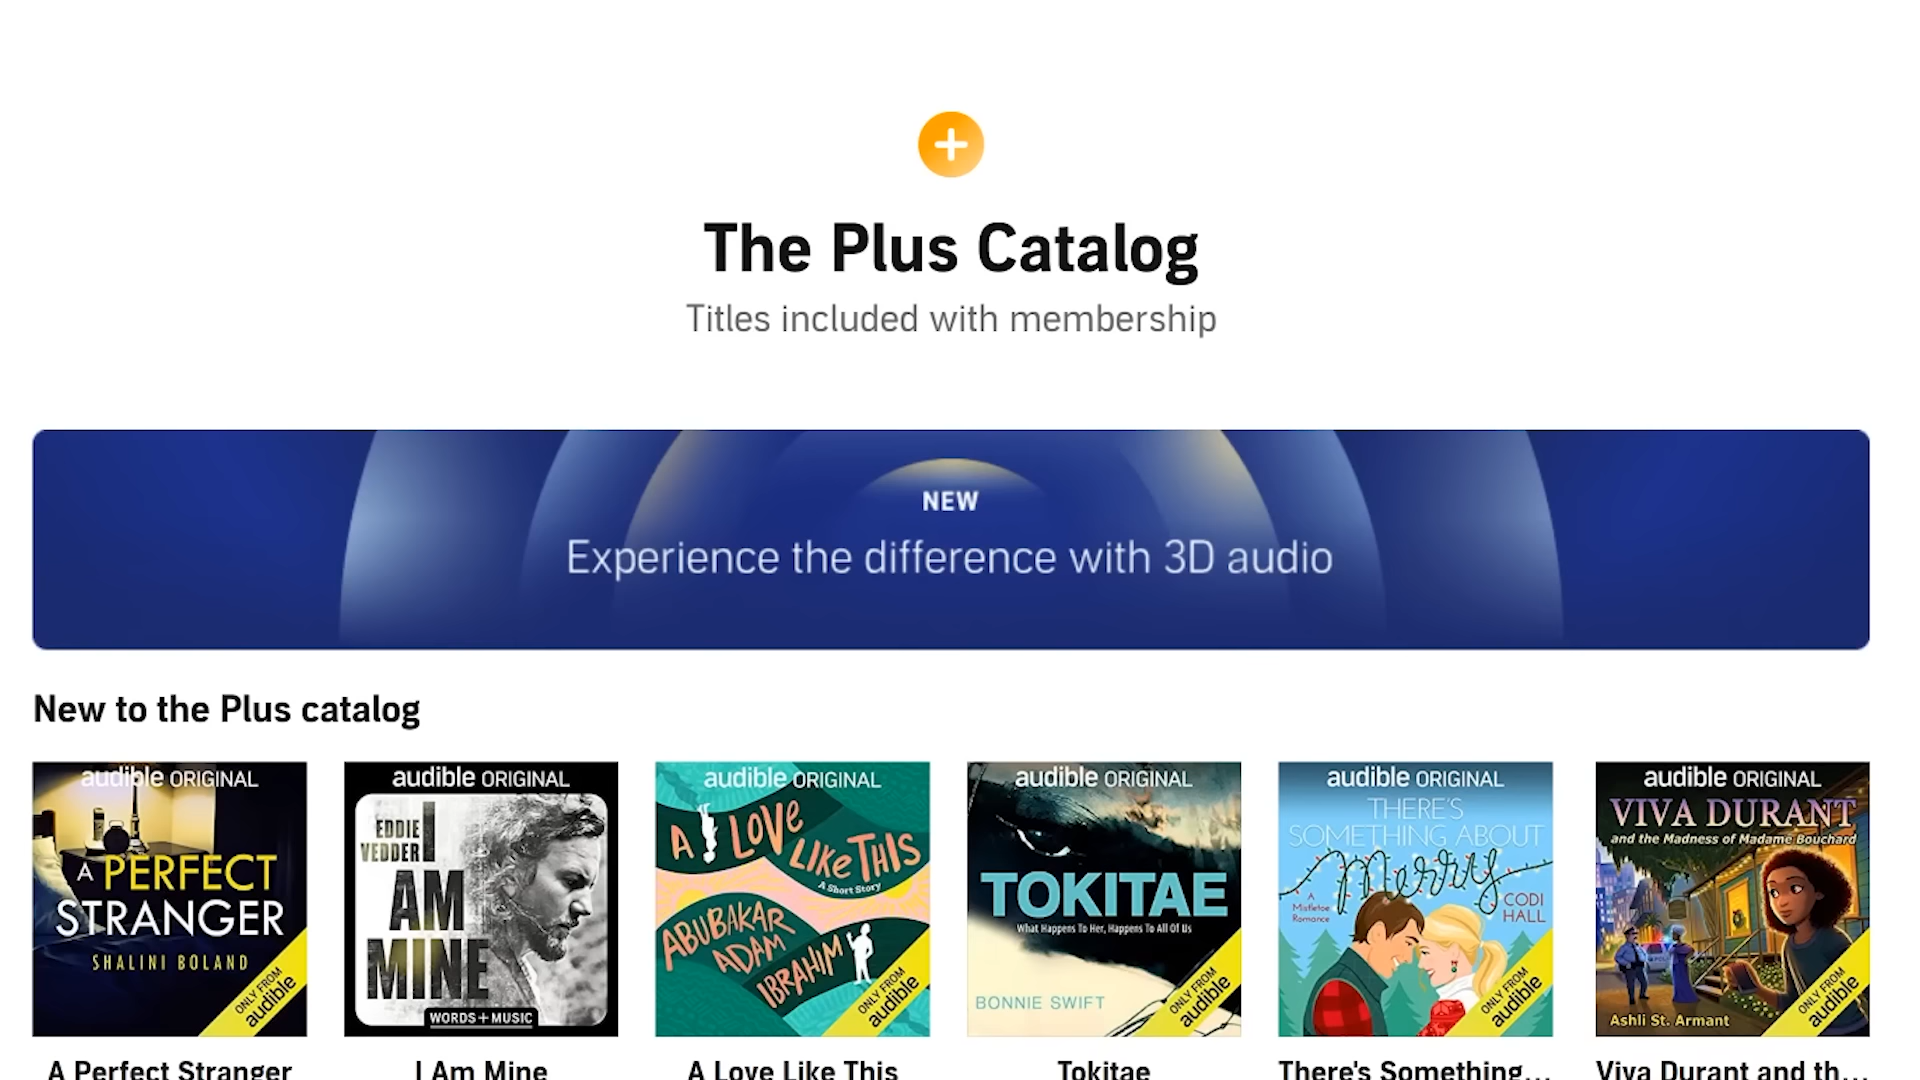 The Plus Catalog
Titles included with membership
NEW
Experience the difference with 3D audio
New to the Plus catalog
audible ORIGINAL
A PERFECT
STRANGER
SHALINI BOLAND
ONLY FROM
audible
A Perfect Stranger
audible ORIGINAL
EDDIE
VEDDER
I
AM
MINE
WORDS+MUSIC
I Am Mine
audible ORIGINAL
A LOVE
LIKE THIS
A Short Story
ABUBAKAR
ADAM
IBRAHIM
ONLY FROM
audible
A Love Like This
audible ORIGINAL
TOKITAE
What Happens To Her, Happens To All Of Us
BONNIE SWIFT
ONLY FROM
audible
Tokitae
audible ORIGINAL
THERE'S
SOMETHING ABOUT
Merry
A
Mistletoe
Romance
CODI
HALL
ONLY FROM
audible
There's Something...
audible ORIGINAL
VIVA DURANT
and the Madness of Madame Bouchard
POLICE
Ashli St. Armant
ONLY FROM
audible
Viva Durant and th...